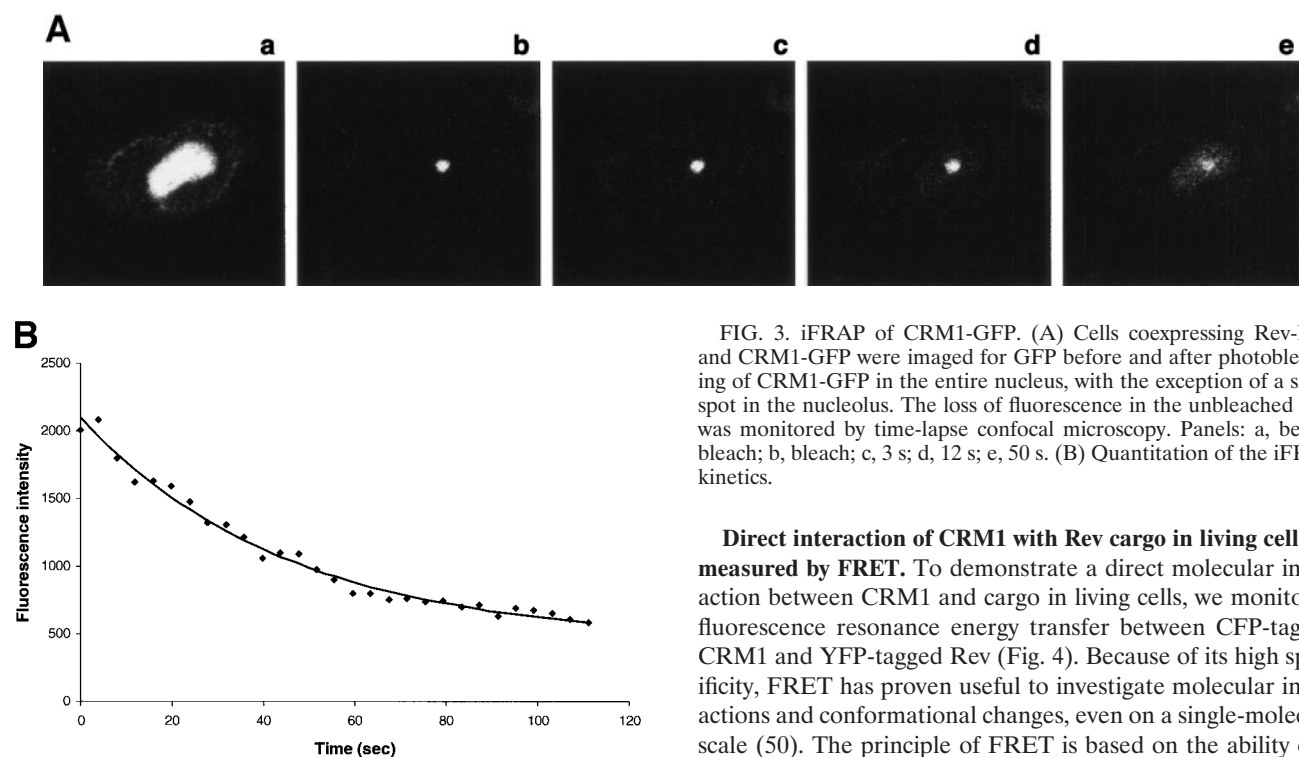 A
a
b
c
d
e
B
2500
2000
1500
1000
500
0
0
20
40
60
80
100
120
Fluorescence intensity
Time (sec)
FIG. 3. iFRAP of CRM1-GFP. (A) Cells coexpressing Rev-
and CRM1-GFP were imaged for GFP before and after photoble
ing of CRM1-GFP in the entire nucleus, with the exception of a s
spot in the nucleolus. The loss of fluorescence in the unbleached
was monitored by time-lapse confocal microscopy. Panels: a, be
bleach; b, bleach; c, 3 s; d, 12 s; e, 50 s. (B) Quantitation of the iFF
kinetics.
Direct interaction of CRM1 with Rev cargo in living cell
measured by FRET. To demonstrate a direct molecular in
action between CRM1 and cargo in living cells, we monito
fluorescence resonance energy transfer between CFP-tag
CRM1 and YFP-tagged Rev (Fig. 4). Because of its high sp
ificity, FRET has proven useful to investigate molecular in
actions and conformational changes, even on a single-molec
scale (50). The principle of FRET is based on the ability